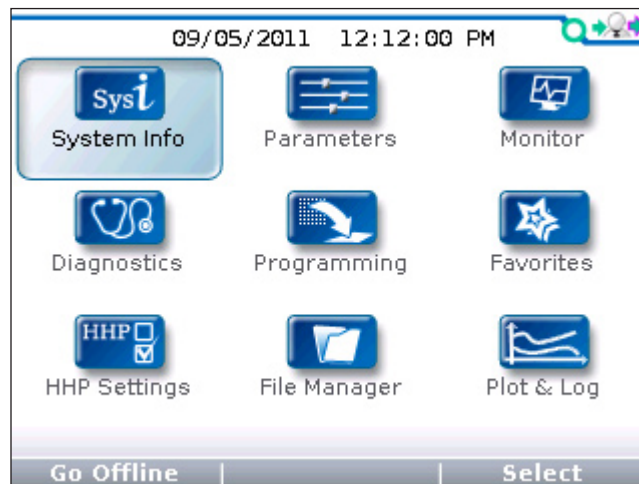 09/05/2011 12:12:00 PM
Sysi
System Info
Parameters
Monitor
Diagnostics
Programming
Favorites
HHP
HHP Settings
File Manager
Plot & Log
Go Offline
Select